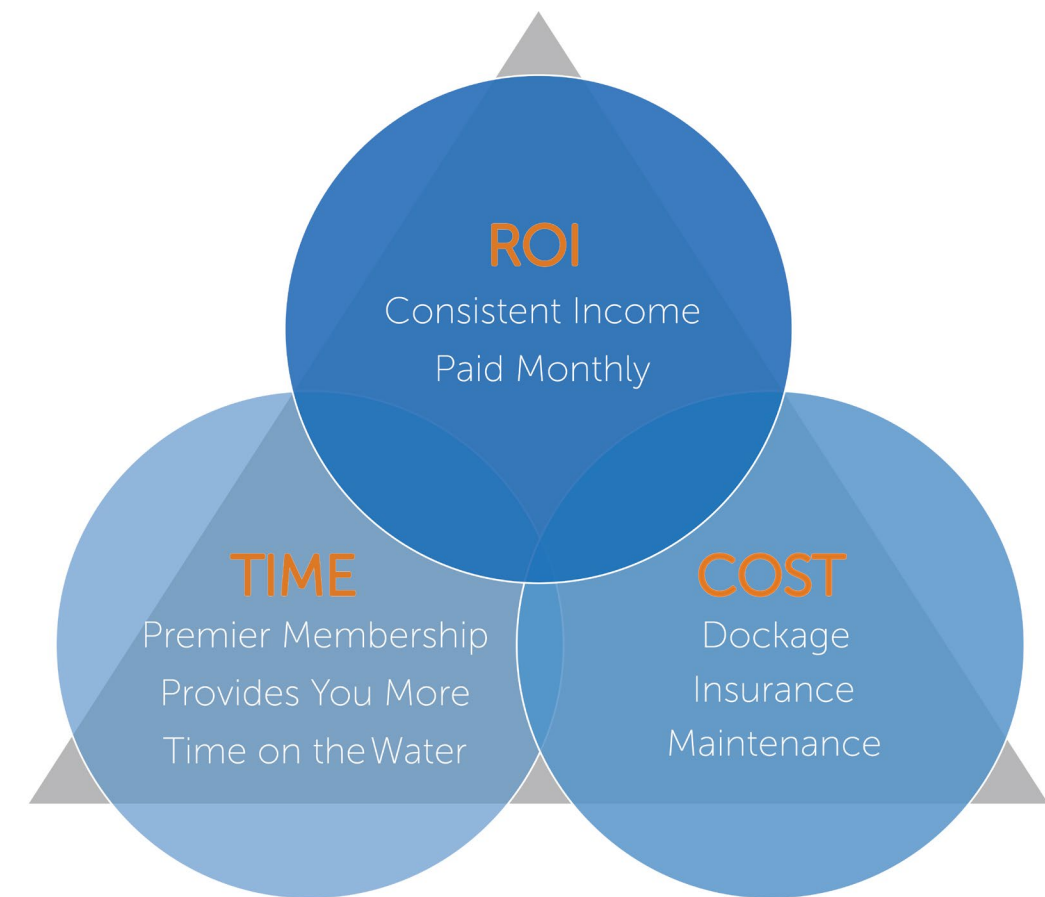 ROI
Consistent Income
Paid Monthly
TIME
Premier Membership
Provides You More
Time on the Water
COST
Dockage
Insurance
Maintenance